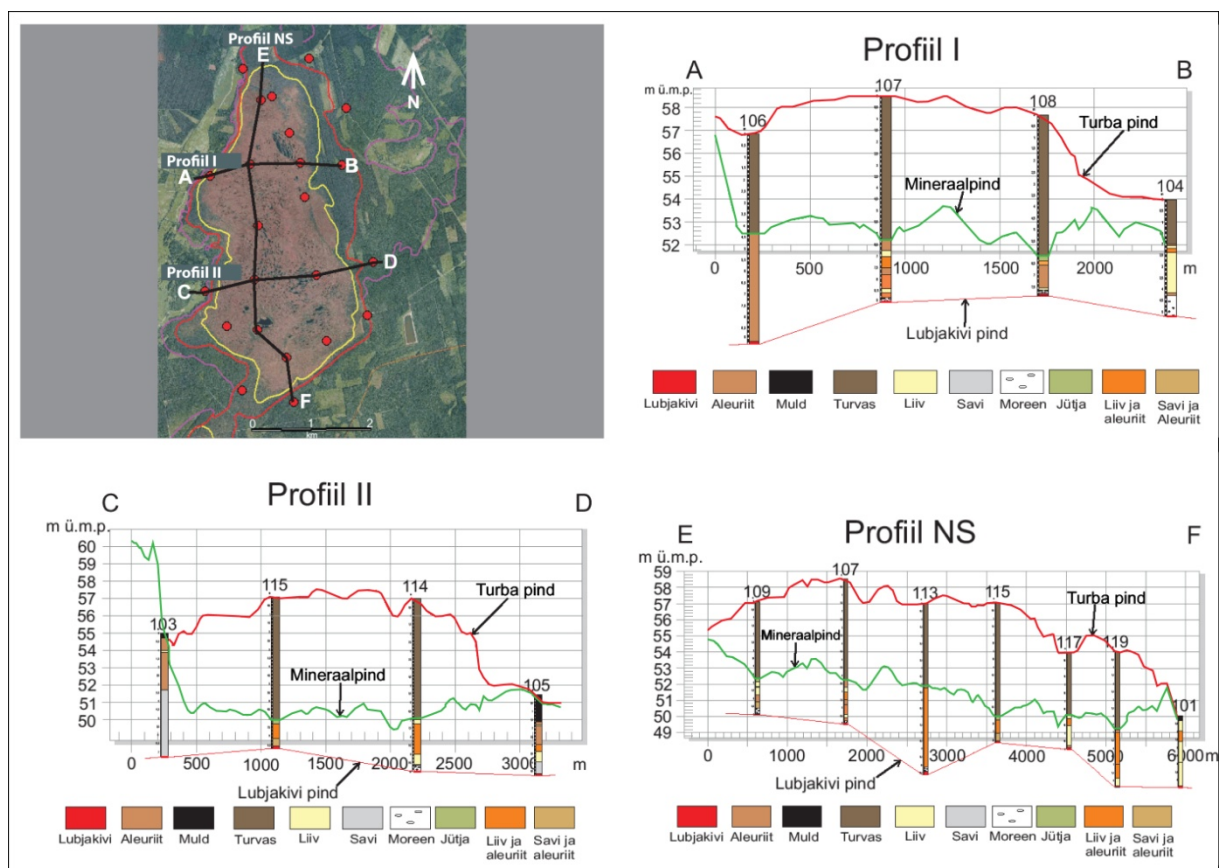 Profiil NS
E
N
Profiil I
A
B
Profiil II
C
D
F
0 1 2
km
Profiil I
A
B
m ü.m.p.
107
58
57
56
55
54
53
52
106
108
104
Turba pind
Mineraalpind
0 500 1000 1500 2000 m
Lubjakivi pind
Lubjakivi Aleuriit Muld Turvas Liiv Savi Moreen Jütja Liiv ja aleuriit Savi ja Aleuriit
Profiil II
C
D
m ü.m.p.
60
59
58
57
56
55
54
53
52
51
50
103
115
114
105
Turba pind
Mineraalpind
0 500 1000 1500 2000 2500 3000 m
Lubjakivi pind
Lubjakivi Aleuriit Muld Turvas Liiv Savi Moreen Jütja Liiv ja aleuriit Savi ja aleuriit
Profiil NS
E
F
m ü.m.p.
59
58
57
56
55
54
53
52
51
50
49
109
107
113
115
117
119
101
Turba pind
Mineraalpind
0 1000 2000 3000 4000 5000 6000m
Lubjakivi pind
Lubjakivi Aleuriit Muld Turvas Liiv Savi Moreen Jütja Liiv ja aleuriit Savi ja aleuriit